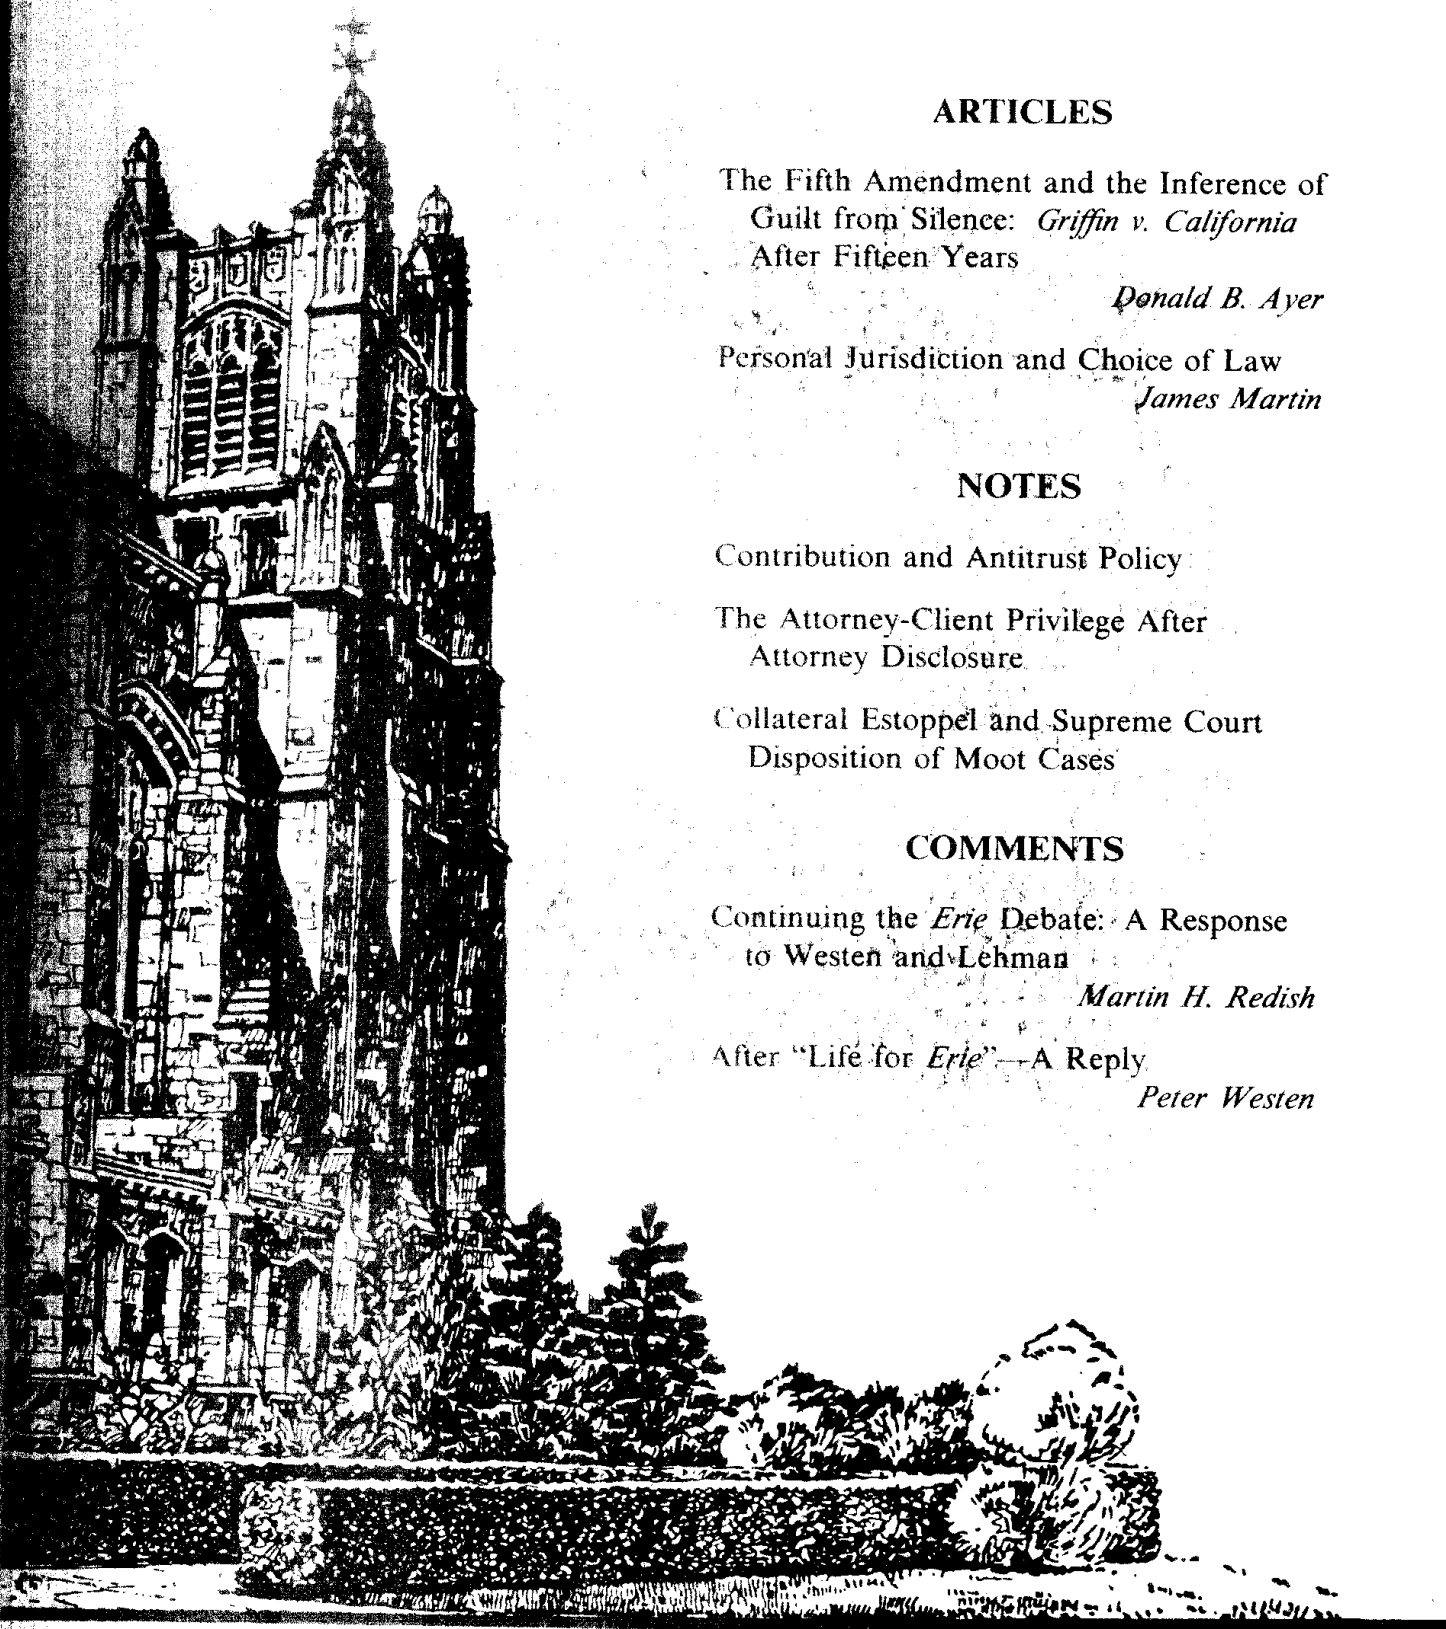 ARTICLES
The Fifth Amendment and the Inference of
Guilt from Silence: Griffin v. California
After Fifteen Years
Donald B. Ayer
Personal Jurisdiction and Choice of Law
James Martin
NOTES
Contribution and Antitrust Policy
The Attorney-Client Privilege After
Attorney Disclosure
Collateral Estoppel and Supreme Court
Disposition of Moot Cases
COMMENTS
Continuing the Erie Debate: A Response
to Westen and Lehman
Martin H. Redish
After “Life for Erie”—A Reply
Peter Westen